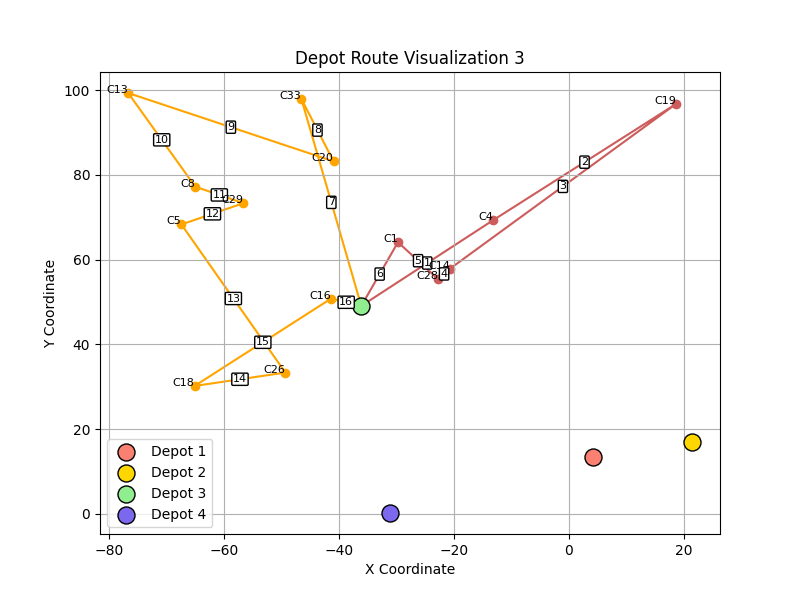 Depot Route Visualization 3
100
80
60
40
20
0
−80
−60
−40
−20
0
20
X Coordinate
Y Coordinate
C13
C33
C19
C20
C8
C29
C5
C4
C1
C14
C28
C16
C18
C26
1
2
3
4
5
6
7
8
9
10
11
12
13
14
15
16
Depot 1
Depot 2
Depot 3
Depot 4